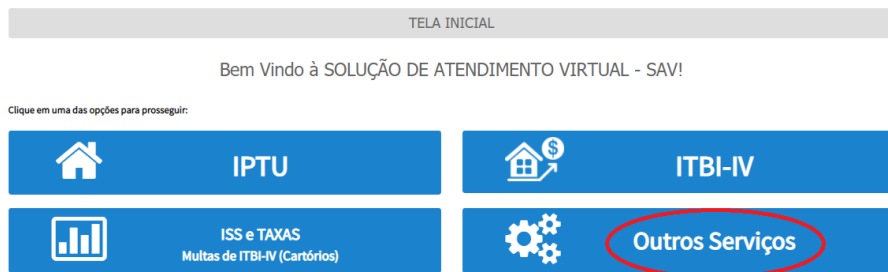 TELA INICIAL
Bem Vindo à SOLUÇÃO DE ATENDIMENTO VIRTUAL - SAV!
Clique em uma das opções para prosseguir:
IPTU
$
ITBI-IV
ISS e TAXAS
Multas de ITBI-IV (Cartórios)
Outros Serviços